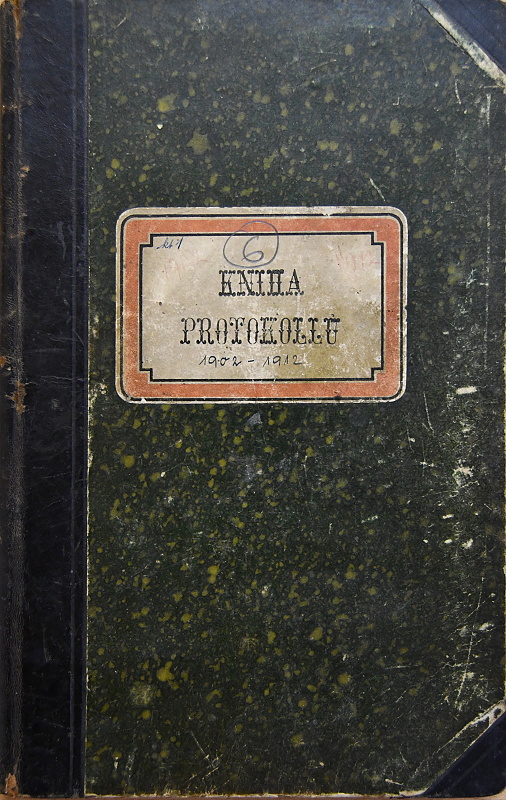 6
KNIHA
PROTOKOLLŮ
1902 - 1912